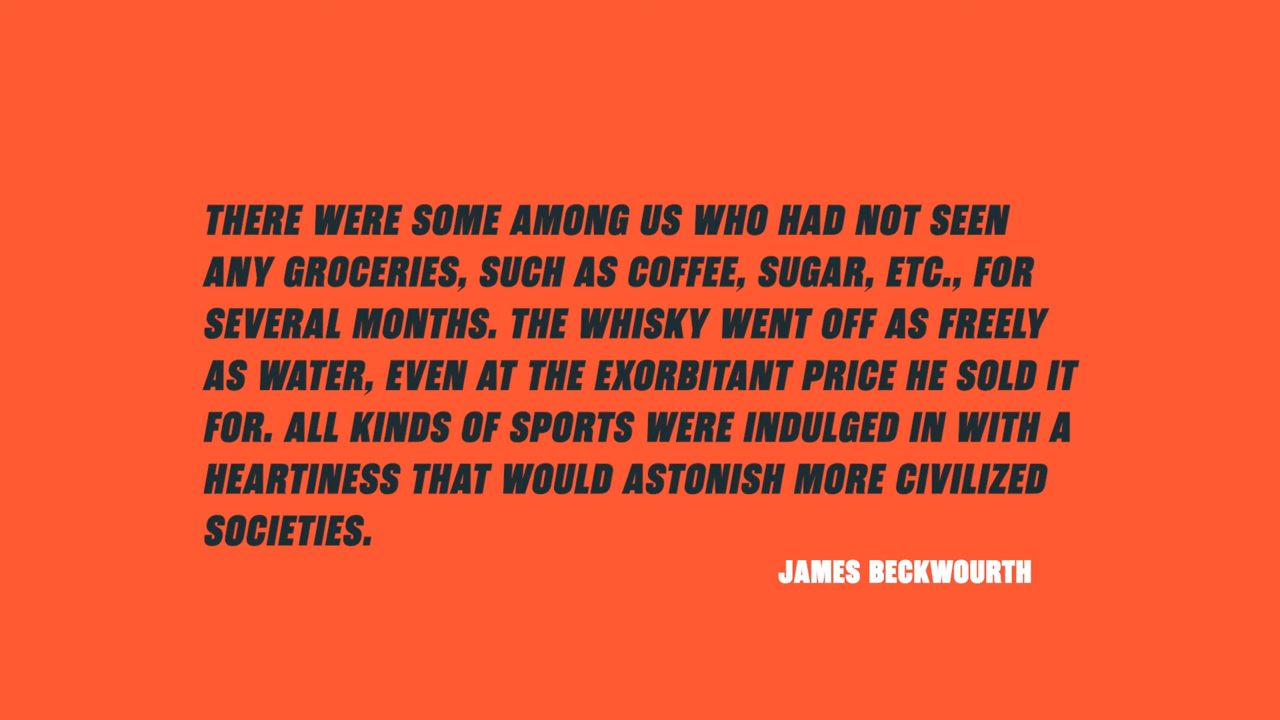 THERE WERE SOME AMONG US WHO HAD NOT SEEN
ANY GROCERIES, SUCH AS COFFEE, SUGAR, ETC., FOR
SEVERAL MONTHS. THE WHISKY WENT OFF AS FREELY
AS WATER, EVEN AT THE EXORBITANT PRICE HE SOLD IT
FOR. ALL KINDS OF SPORTS WERE INDULGED IN WITH A
HEARTINESS THAT WOULD ASTONISH MORE CIVILIZED
SOCIETIES.
JAMES BECKWOURTH